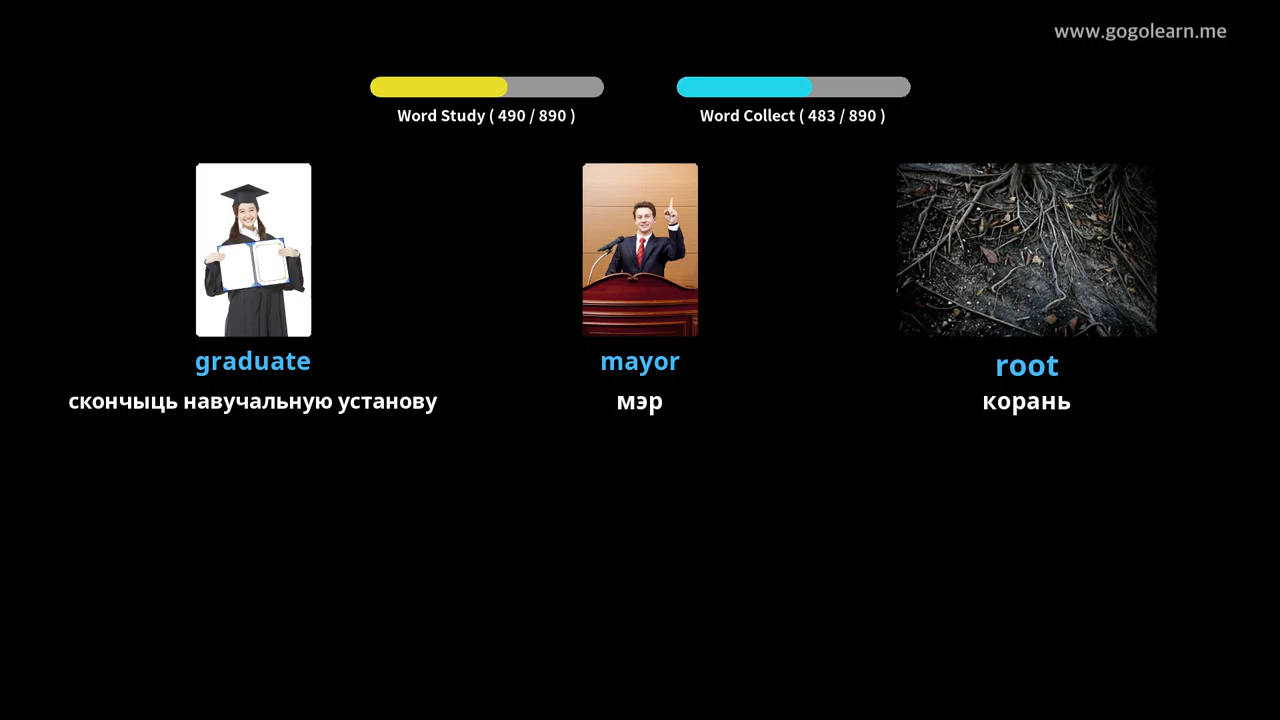 www.gogolearn.me
Word Study ( 490 / 890 )
Word Collect ( 483 / 890 )
graduate
mayor
root
скончыць навучальную установу
мэр
корань